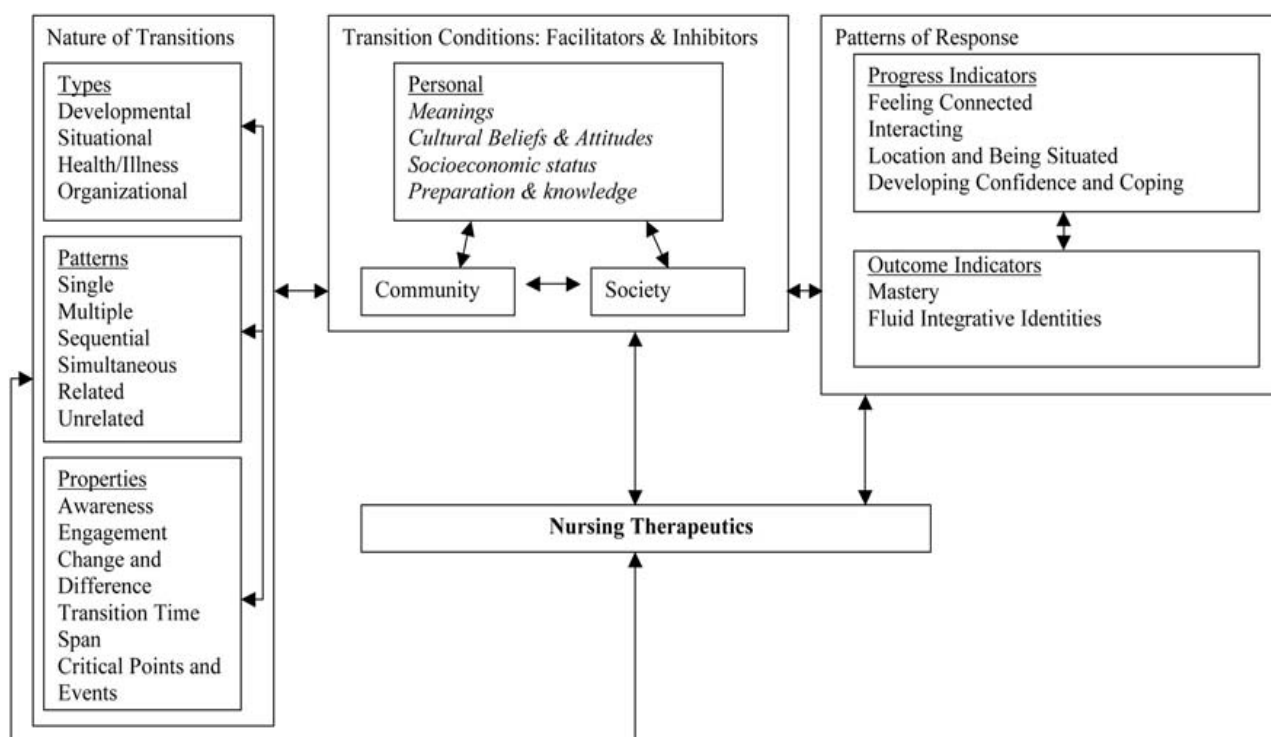 Nature of Transitions
Types
Developmental
Situational
Health/Illness
Organizational
Patterns
Single
Multiple
Sequential
Simultaneous
Related
Unrelated
Properties
Awareness
Engagement
Change and
Difference
Transition Time
Span
Critical Points and
Events
Transition Conditions: Facilitators & Inhibitors
Personal
Meanings
Cultural Beliefs & Attitudes
Socioeconomic status
Preparation & knowledge
Community
Society
Patterns of Response
Progress Indicators
Feeling Connected
Interacting
Location and Being Situated
Developing Confidence and Coping
Outcome Indicators
Mastery
Fluid Integrative Identities
Nursing Therapeutics